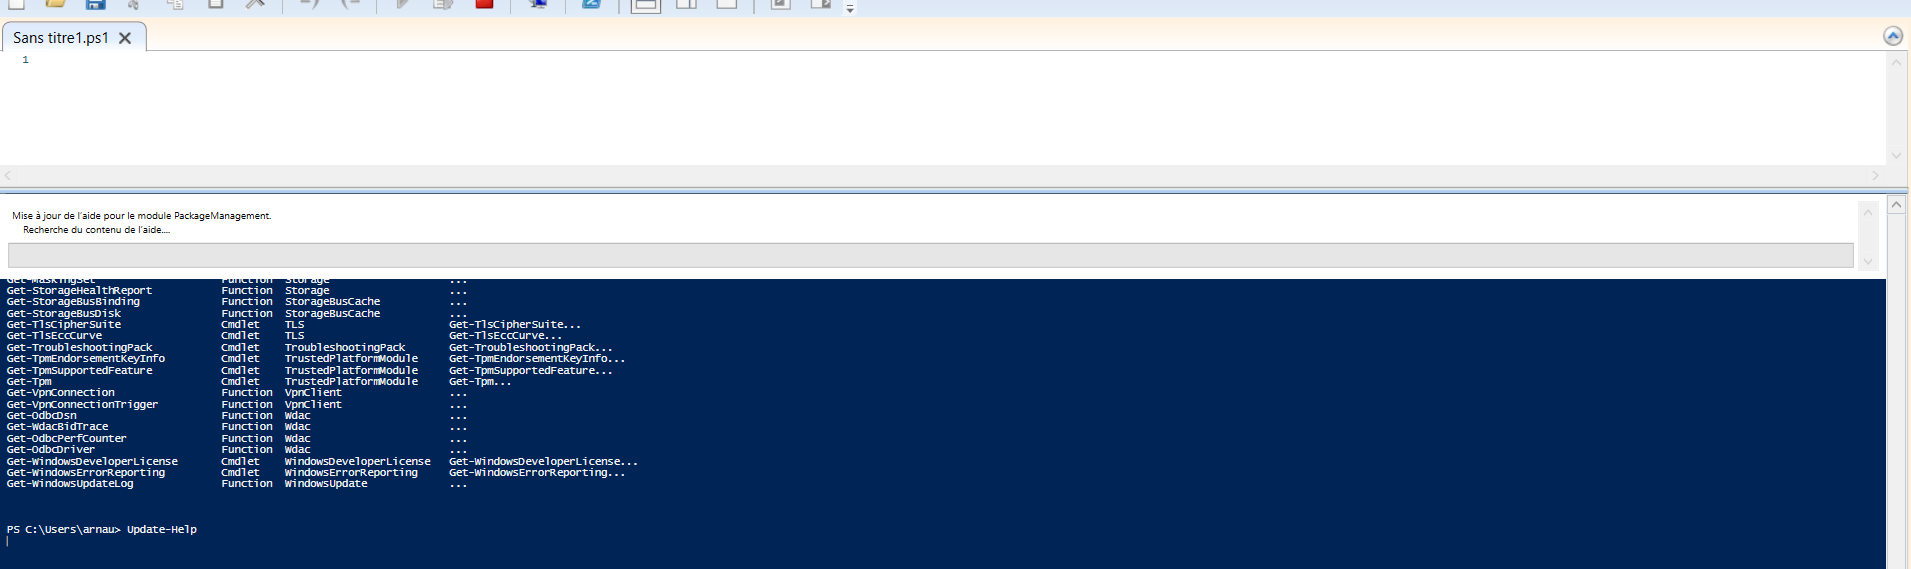 Sans titre1.ps1
1
Mise à jour de l'aide pour le module PackageManagement.
Recherche du contenu de l'aide....
Get-MaskingSet Function Storage ...
Get-StorageHealthReport Function Storage ...
Get-StorageBusBinding Function StorageBusCache ...
Get-StorageBusDisk Function StorageBusCache ...
Get-TlsCipherSuite Cmdlet TLS Get-TlsCipherSuite...
Get-TlsEccCurve Cmdlet TLS Get-TlsEccCurve...
Get-TroubleshootingPack Cmdlet TroubleshootingPack Get-TroubleshootingPack...
Get-TpmEndorsementKeyInfo Cmdlet TrustedPlatformModule Get-TpmEndorsementKeyInfo...
Get-TpmSupportedFeature Cmdlet TrustedPlatformModule Get-TpmSupportedFeature...
Get-Tpm Cmdlet TrustedPlatformModule Get-Tpm...
Get-VpnConnection Function VpnClient ...
Get-VpnConnectionTrigger Function VpnClient ...
Get-OdbcDsn Function Wdac ...
Get-WdacBidTrace Function Wdac ...
Get-OdbcPerfCounter Function Wdac ...
Get-OdbcDriver Function Wdac ...
Get-WindowsDeveloperLicense Cmdlet WindowsDeveloperLicense Get-WindowsDeveloperLicense...
Get-WindowsErrorReporting Cmdlet WindowsErrorReporting Get-WindowsErrorReporting...
Get-WindowsUpdateLog Function WindowsUpdate ...
PS C:\Users\arnau> Update-Help